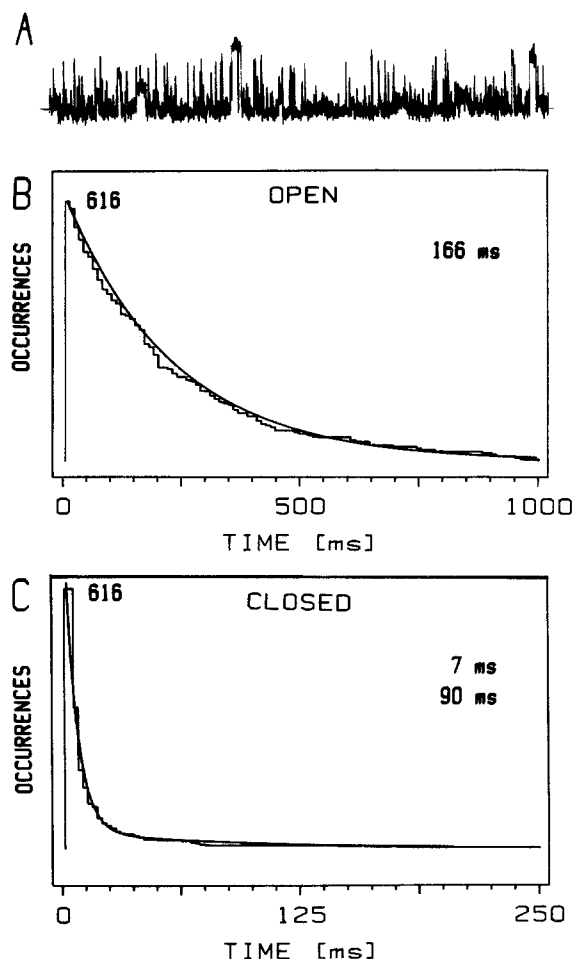 A
B
616
OPEN
166 ms
OCCURRENCES
0
500
1000
TIME [ms]
C
616
CLOSED
7 ms
90 ms
OCCURRENCES
0
125
250
TIME [ms]